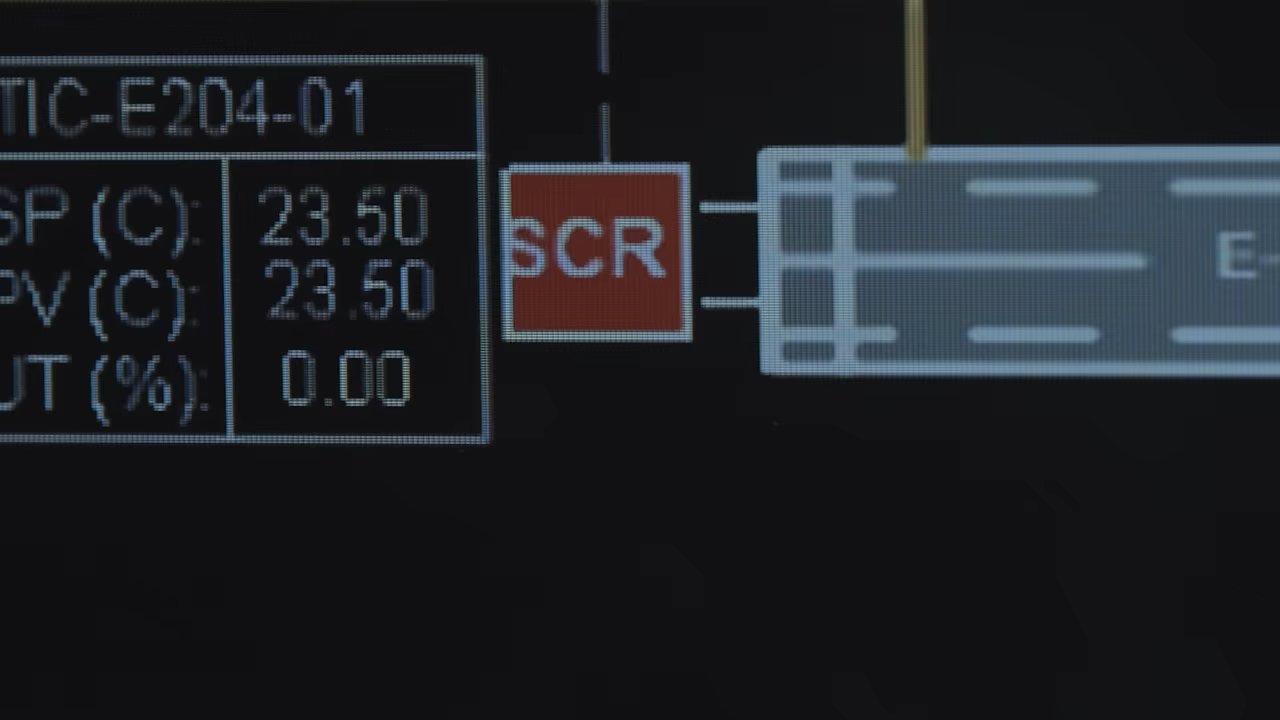 TIC-E204-01
SP (C): 23.50
PV (C): 23.50
UT (%): 0.00
SCR
E-